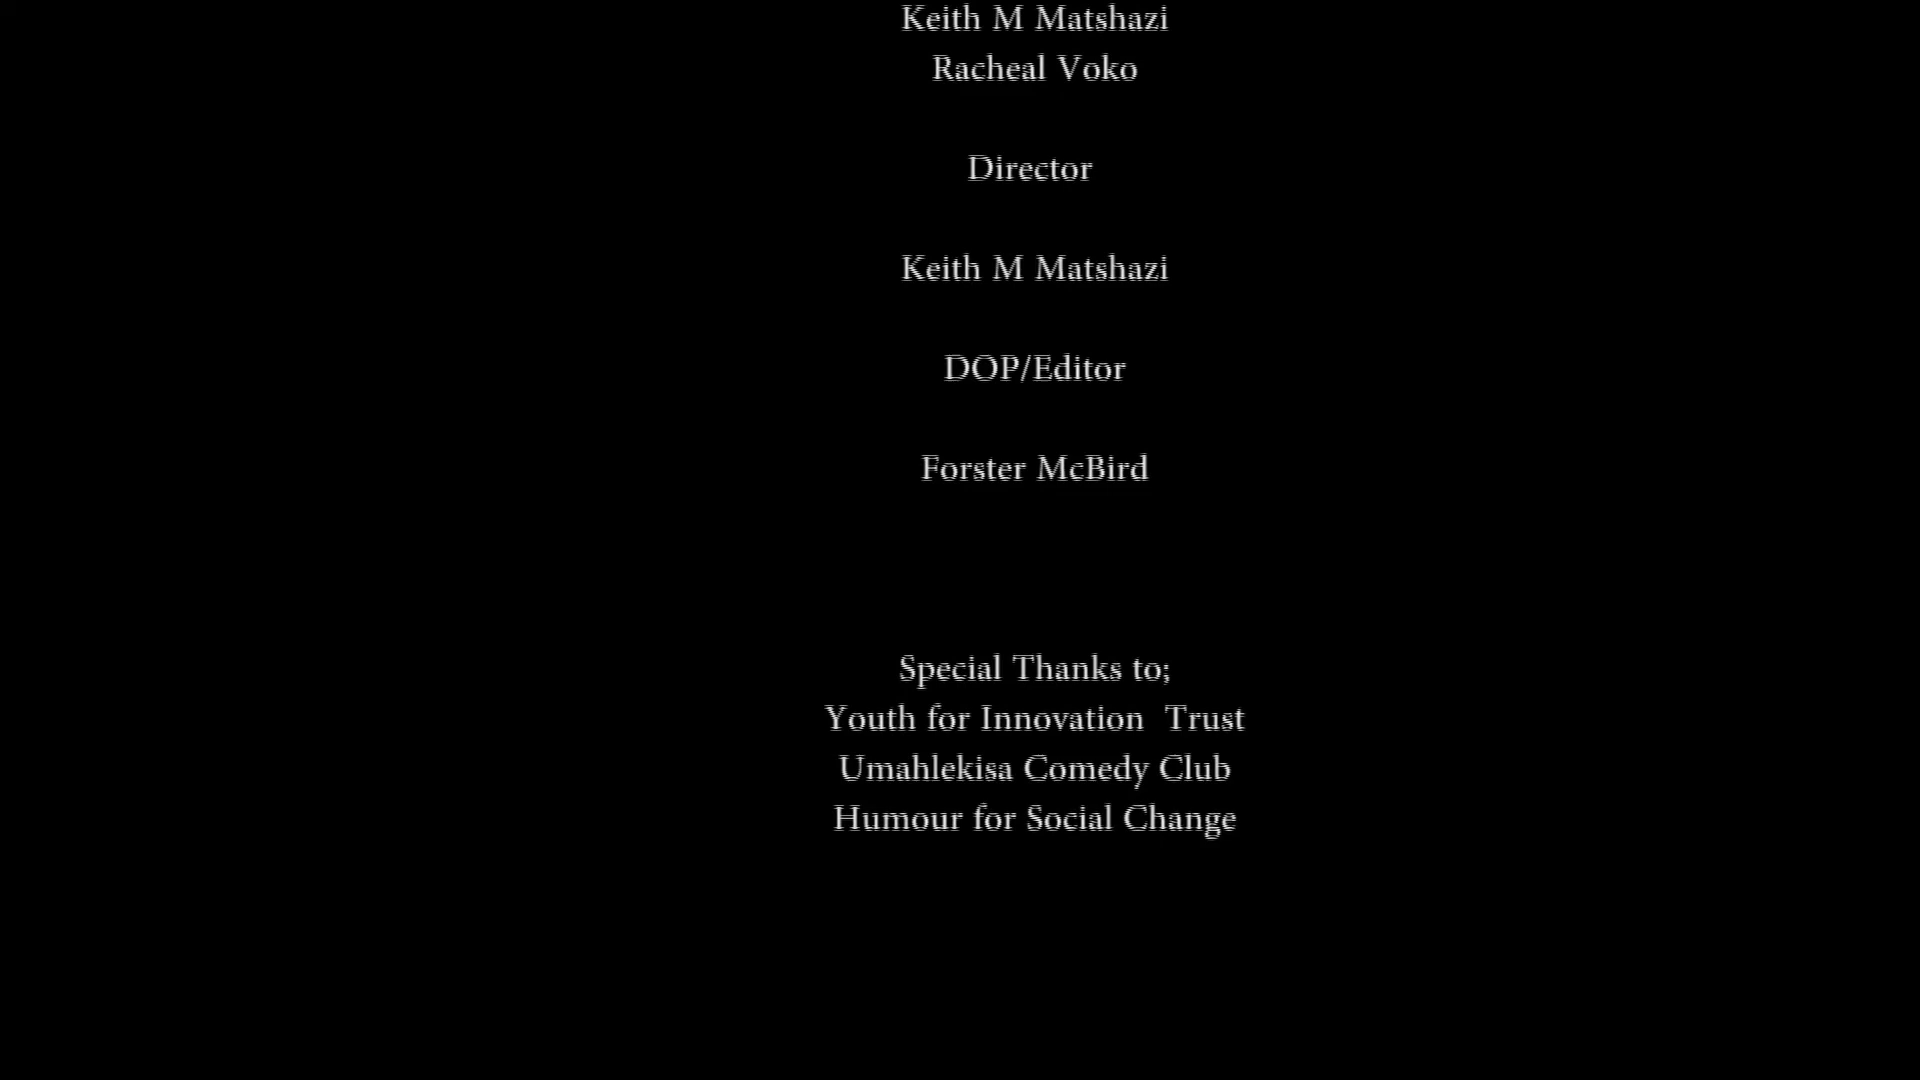 Keith M Matshazi
Racheal Voko
Director
Keith M Matshazi
DOP/Editor
Forster McBird
Special Thanks to;
Youth for Innovation  Trust
Umahlekisa Comedy Club
Humour for Social Change